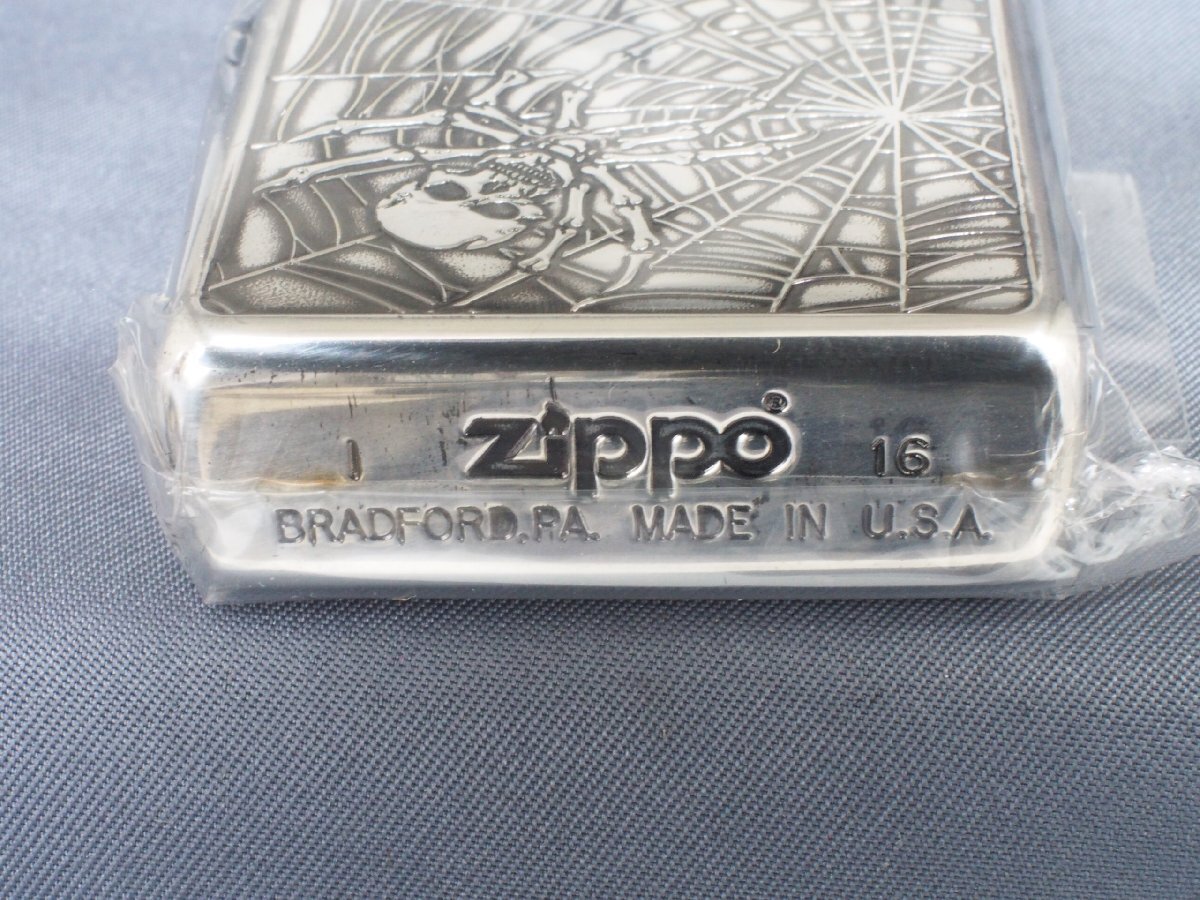 I zippo® 16
BRADFORD,PA. MADE IN U.S.A.